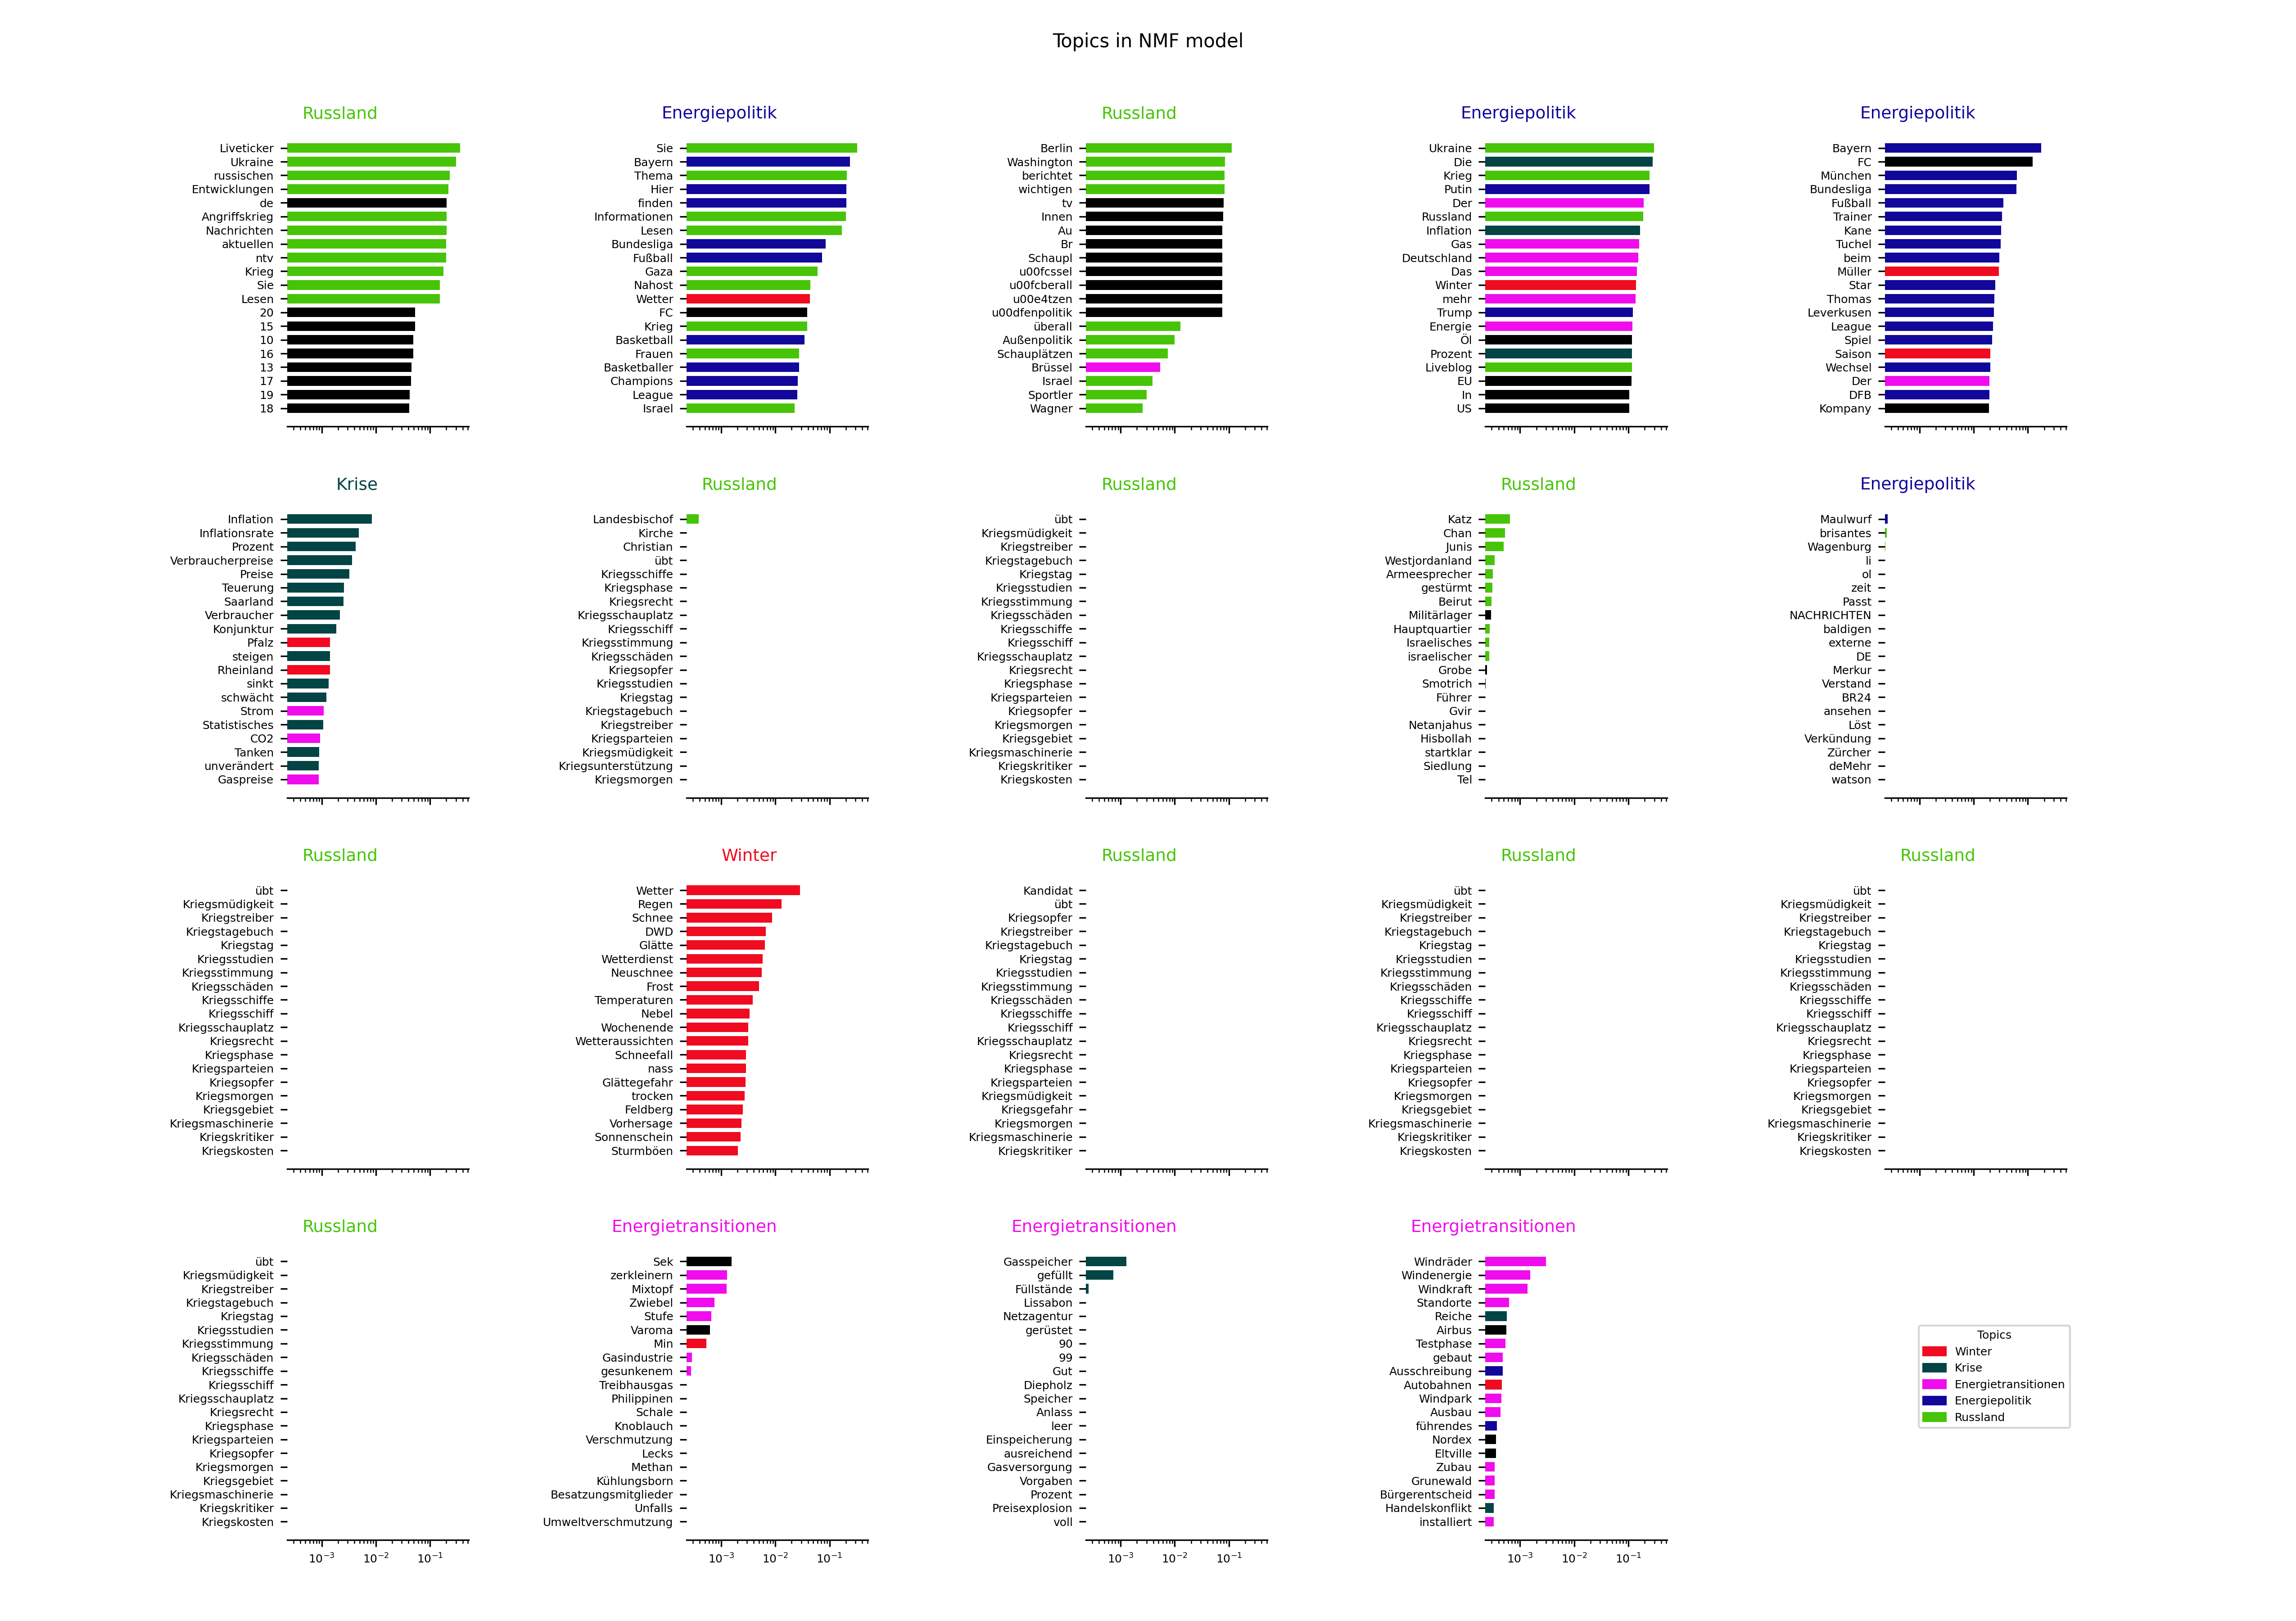 Topics in NMF model
Russland
Liveticker
Ukraine
russischen
Entwicklungen
de
Angriffskrieg
Nachrichten
aktuellen
ntv
Krieg
Sie
Lesen
20
15
10
16
13
17
19
18
Energiepolitik
Sie
Bayern
Thema
Hier
finden
Informationen
Lesen
Bundesliga
Fußball
Gaza
Nahost
Wetter
FC
Krieg
Basketball
Frauen
Basketballer
Champions
League
Israel
Russland
Berlin
Washington
berichtet
wichtigen
tv
Innen
Au
Br
Schaupl
u00fcssel
u00fcberall
u00e4tzen
u00dfenpolitik
überall
Außenpolitik
Schauplätzen
Brüssel
Israel
Sportler
Wagner
Energiepolitik
Ukraine
Die
Krieg
Putin
Der
Russland
Inflation
Gas
Deutschland
Das
Winter
mehr
Trump
Energie
Öl
Prozent
Liveblog
EU
In
US
Energiepolitik
Bayern
FC
München
Bundesliga
Fußball
Trainer
Kane
Tuchel
beim
Müller
Star
Thomas
Leverkusen
League
Spiel
Saison
Wechsel
Der
DFB
Kompany
Krise
Inflation
Inflationsrate
Prozent
Verbraucherpreise
Preise
Teuerung
Saarland
Verbraucher
Konjunktur
Pfalz
steigen
Rheinland
sinkt
schwächt
Strom
Statistisches
CO2
Tanken
unverändert
Gaspreise
Russland
Landesbischof
Kirche
Christian
übt
Kriegsschiffe
Kriegsphase
Kriegsrecht
Kriegsschauplatz
Kriegsschiff
Kriegsstimmung
Kriegsschäden
Kriegsopfer
Kriegsstudien
Kriegstag
Kriegstagebuch
Kriegstreiber
Kriegsparteien
Kriegsmüdigkeit
Kriegsunterstützung
Kriegsmorgen
Russland
übt
Kriegsmüdigkeit
Kriegstreiber
Kriegstagebuch
Kriegstag
Kriegsstudien
Kriegsstimmung
Kriegsschäden
Kriegsschiffe
Kriegsschiff
Kriegsschauplatz
Kriegsrecht
Kriegsphase
Kriegsparteien
Kriegsopfer
Kriegsmorgen
Kriegsgebiet
Kriegsmaschinerie
Kriegskritiker
Kriegskosten
Russland
Katz
Chan
Junis
Westjordanland
Armeesprecher
gestürmt
Beirut
Militärlager
Hauptquartier
Israelisches
israelischer
Grobe
Smotrich
Führer
Gvir
Netanjahus
Hisbollah
startklar
Siedlung
Tel
Energiepolitik
Maulwurf
brisantes
Wagenburg
li
ol
zeit
Passt
NACHRICHTEN
baldigen
externe
DE
Merkur
Verstand
BR24
ansehen
Löst
Verkündung
Zürcher
deMehr
watson
Russland
übt
Kriegsmüdigkeit
Kriegstreiber
Kriegstagebuch
Kriegstag
Kriegsstudien
Kriegsstimmung
Kriegsschäden
Kriegsschiffe
Kriegsschiff
Kriegsschauplatz
Kriegsrecht
Kriegsphase
Kriegsparteien
Kriegsopfer
Kriegsmorgen
Kriegsgebiet
Kriegsmaschinerie
Kriegskritiker
Kriegskosten
Winter
Wetter
Regen
Schnee
DWD
Glätte
Wetterdienst
Neuschnee
Frost
Temperaturen
Nebel
Wochenende
Wetteraussichten
Schneefall
nass
Glättegefahr
trocken
Feldberg
Vorhersage
Sonnenschein
Sturmböen
Russland
Kandidat
übt
Kriegsopfer
Kriegstreiber
Kriegstagebuch
Kriegstag
Kriegsstudien
Kriegsstimmung
Kriegsschäden
Kriegsschiffe
Kriegsschiff
Kriegsschauplatz
Kriegsrecht
Kriegsphase
Kriegsparteien
Kriegsmüdigkeit
Kriegsgefahr
Kriegsmorgen
Kriegsmaschinerie
Kriegskritiker
Russland
übt
Kriegsmüdigkeit
Kriegstreiber
Kriegstagebuch
Kriegstag
Kriegsstudien
Kriegsstimmung
Kriegsschäden
Kriegsschiffe
Kriegsschiff
Kriegsschauplatz
Kriegsrecht
Kriegsphase
Kriegsparteien
Kriegsopfer
Kriegsmorgen
Kriegsgebiet
Kriegsmaschinerie
Kriegskritiker
Kriegskosten
Russland
übt
Kriegsmüdigkeit
Kriegstreiber
Kriegstagebuch
Kriegstag
Kriegsstudien
Kriegsstimmung
Kriegsschäden
Kriegsschiffe
Kriegsschiff
Kriegsschauplatz
Kriegsrecht
Kriegsphase
Kriegsparteien
Kriegsopfer
Kriegsmorgen
Kriegsgebiet
Kriegsmaschinerie
Kriegskritiker
Kriegskosten
Russland
übt
Kriegsmüdigkeit
Kriegstreiber
Kriegstagebuch
Kriegstag
Kriegsstudien
Kriegsstimmung
Kriegsschäden
Kriegsschiffe
Kriegsschiff
Kriegsschauplatz
Kriegsrecht
Kriegsphase
Kriegsparteien
Kriegsopfer
Kriegsmorgen
Kriegsgebiet
Kriegsmaschinerie
Kriegskritiker
Kriegskosten
10⁻³ 10⁻² 10⁻¹
Energietransitionen
Sek
zerkleinern
Mixtopf
Zwiebel
Stufe
Varoma
Min
Gasindustrie
gesunkenem
Treibhausgas
Philippinen
Schale
Knoblauch
Verschmutzung
Lecks
Methan
Kühlungsborn
Besatzungsmitglieder
Unfalls
Umweltverschmutzung
10⁻³ 10⁻² 10⁻¹
Energietransitionen
Gasspeicher
gefüllt
Füllstände
Lissabon
Netzagentur
gerüstet
90
99
Gut
Diepholz
Speicher
Anlass
leer
Einspeicherung
ausreichend
Gasversorgung
Vorgaben
Prozent
Preisexplosion
voll
10⁻³ 10⁻² 10⁻¹
Energietransitionen
Windräder
Windenergie
Windkraft
Standorte
Reiche
Airbus
Testphase
gebaut
Ausschreibung
Autobahnen
Windpark
Ausbau
führendes
Nordex
Eltville
Zubau
Grunewald
Bürgerentscheid
Handelskonflikt
installiert
10⁻³ 10⁻² 10⁻¹
Topics
Winter
Krise
Energietransitionen
Energiepolitik
Russland